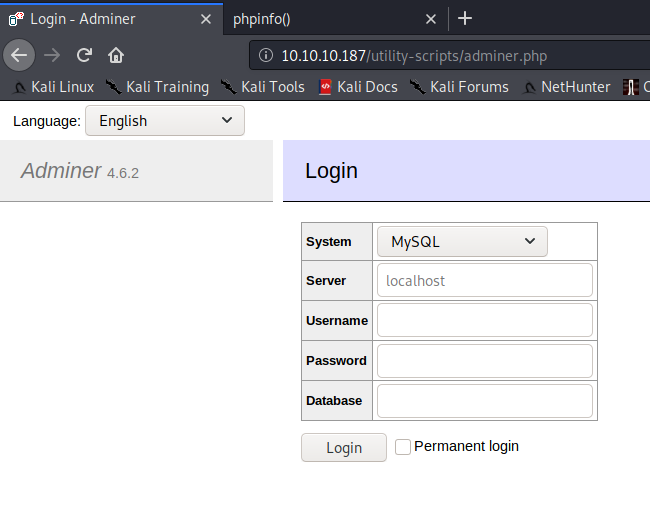 Login - Adminer
phpinfo()
10.10.10.187/utility-scripts/adminer.php
Kali Linux Kali Training Kali Tools Kali Docs Kali Forums NetHunter
Language: English
Adminer 4.6.2
Login
System MySQL
Server localhost
Username
Password
Database
Login Permanent login